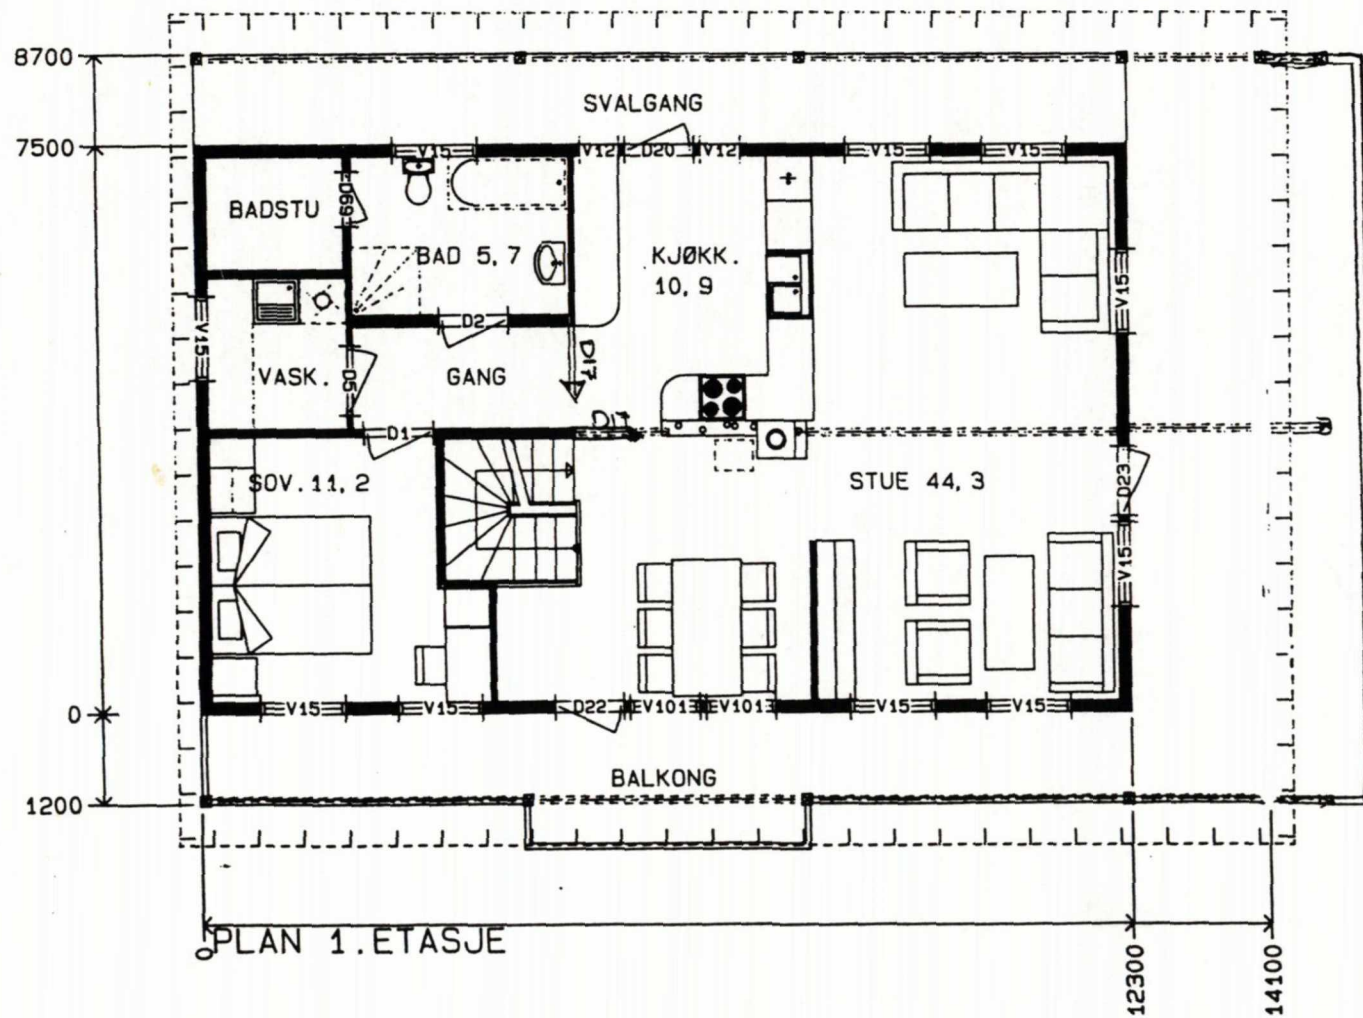 8700
SVALGANG
7500
V15
V12
D20
V12
V15
V15
BADSTU
D69
BAD 5,7
KJØKK.
10,9
V15
V15
D2
D17
VASK.
D5
GANG
D17
D1
SOV.11,2
STUE 44,3
D23
V15
0
V15
V15
D22
V101
V101
V15
V15
BALKONG
1200
PLAN 1.ETASJE
0
12300
14100